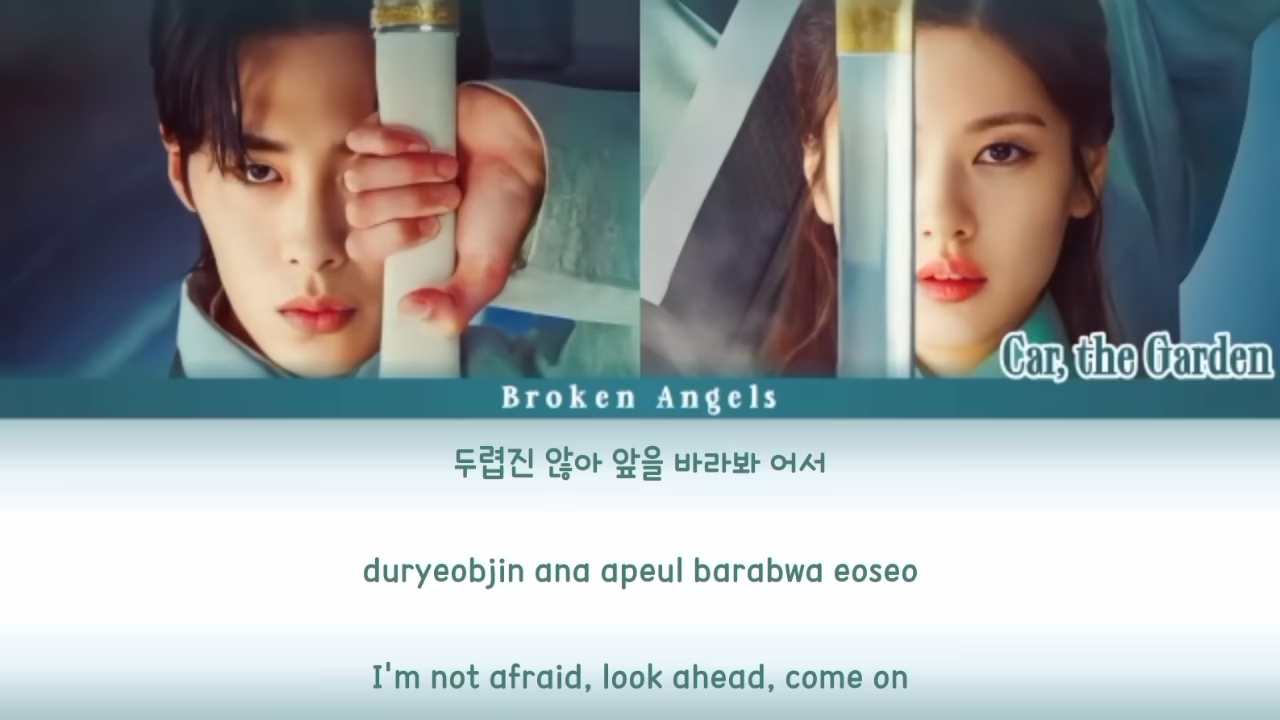 Car, the Garden
Broken Angels
두렵진 않아 앞을 바라봐 어서
duryeobjin ana apeul barabwa eoseo
I'm not afraid, look ahead, come on